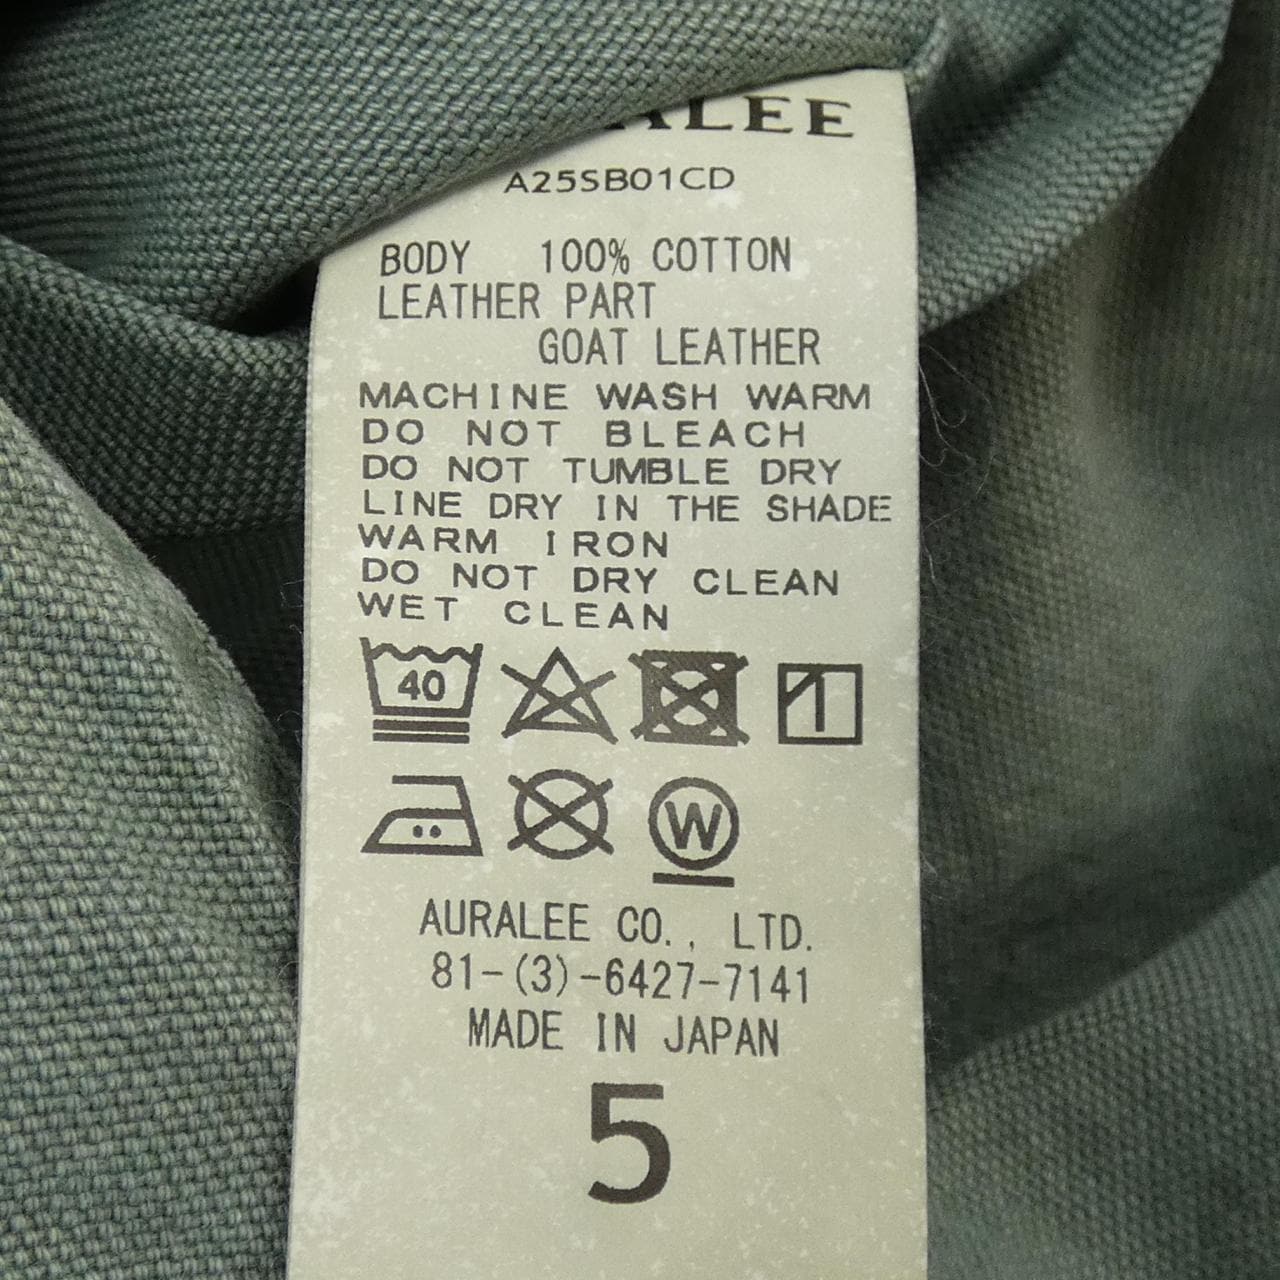 ALEE
A25SB01CD
BODY 100% COTTON
LEATHER PART
GOAT LEATHER
MACHINE WASH WARM
DO NOT BLEACH
DO NOT TUMBLE DRY
LINE DRY IN THE SHADE
WARM IRON
DO NOT DRY CLEAN
WET CLEAN
40
W
AURALEE CO., LTD.
81-(3)-6427-7141
MADE IN JAPAN
5